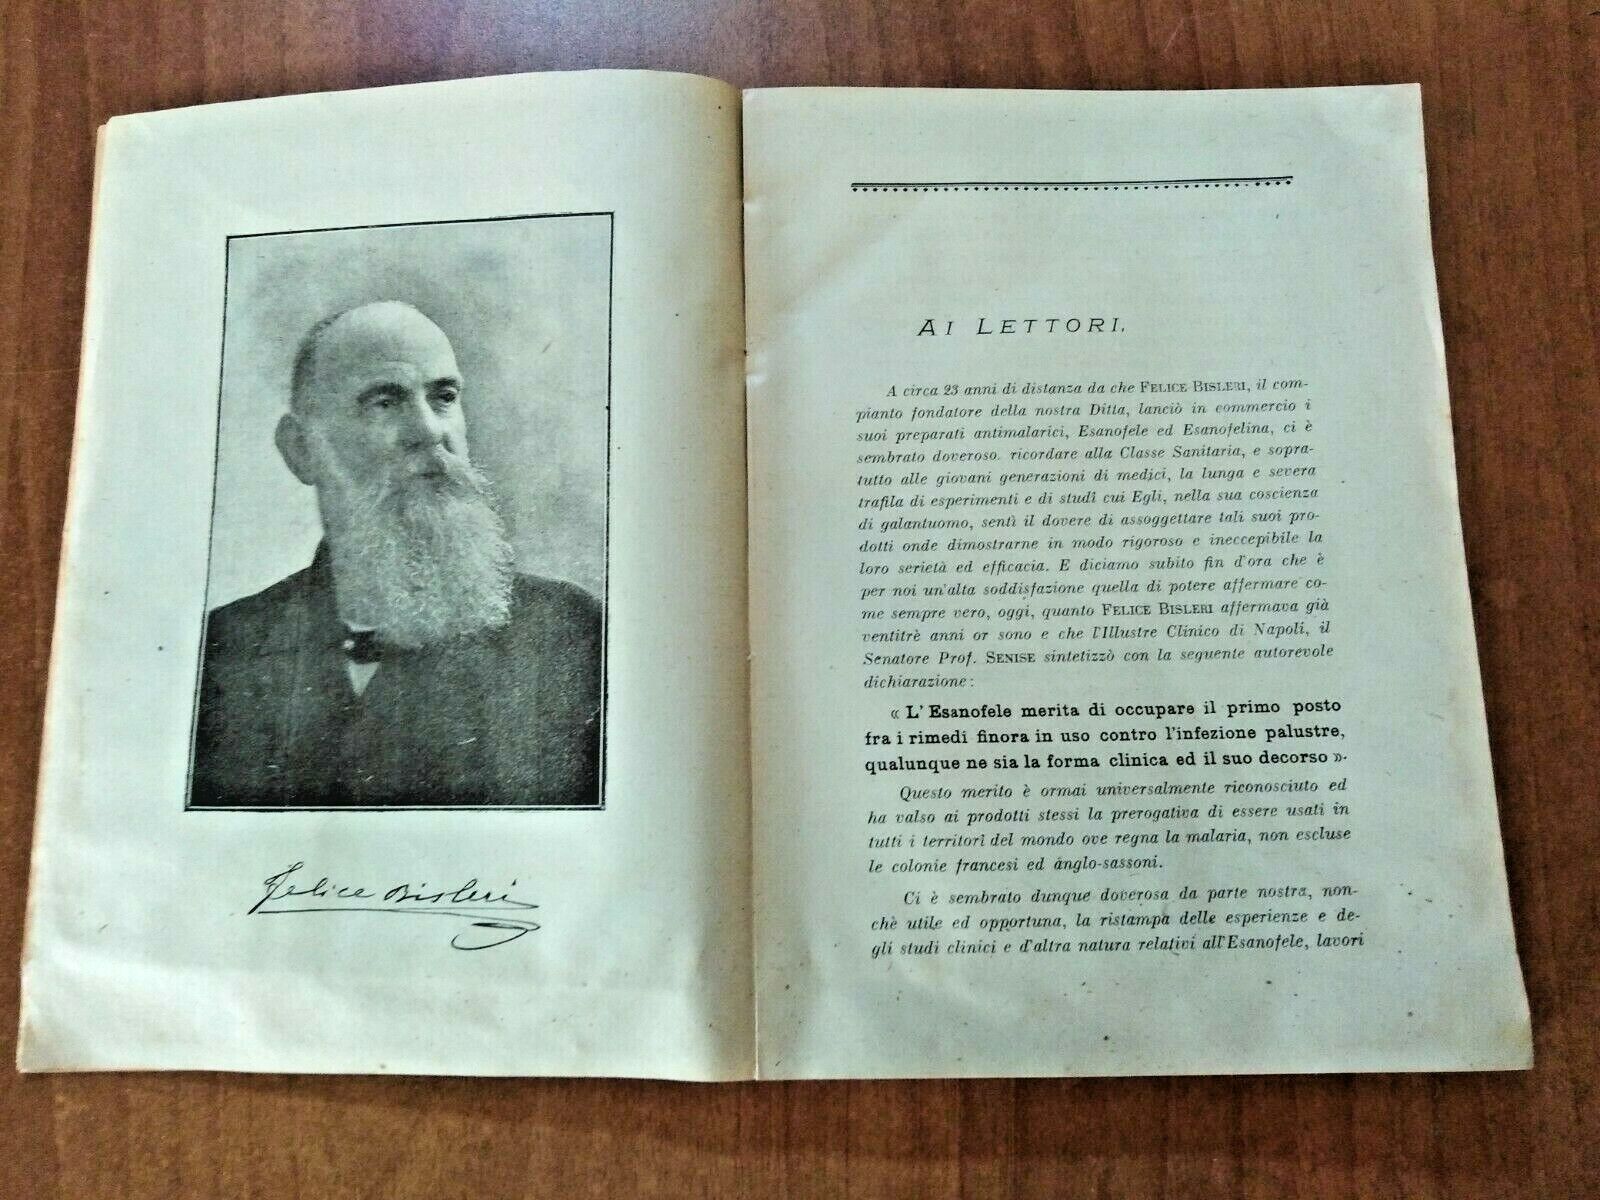 Felice Bisleri
AI LETTORI.
A circa 23 anni di distanza da che FELICE BISLERI, il com-
pianto fondatore della nostra Ditta, lanciò in commercio i
suoi preparati antimalarici, Esanofele ed Esanofelina, ci è
sembrato doveroso ricordare alla Classe Sanitaria, e sopra-
tutto alle giovani generazioni di medici, la lunga e severa
trafila di esperimenti e di studî cui Egli, nella sua coscienza
di galantuomo, sentì il dovere di assoggettare tali suoi pro-
dotti onde dimostrarne in modo rigoroso e ineccepibile la
loro serietà ed efficacia. E diciamo subito fin d'ora che è
per noi un'alta soddisfazione quella di potere affermare co-
me sempre vero, oggi, quanto FELICE BISLERI affermava già
ventitrè anni or sono e che l'Illustre Clinico di Napoli, il
Senatore Prof. SENISE sintetizzò con la seguente autorevole
dichiarazione:
« L'Esanofele merita di occupare il primo posto
fra i rimedi finora in uso contro l'infezione palustre,
qualunque ne sia la forma clinica ed il suo decorso ».
Questo merito è ormai universalmente riconosciuto ed
ha valso ai prodotti stessi la prerogativa di essere usati in
tutti i territorî del mondo ove regna la malaria, non escluse
le colonie francesi ed anglo-sassoni.
Ci è sembrato dunque doverosa da parte nostra, non-
chè utile ed opportuna, la ristampa delle esperienze e de-
gli studi clinici e d'altra natura relativi all'Esanofele, lavori